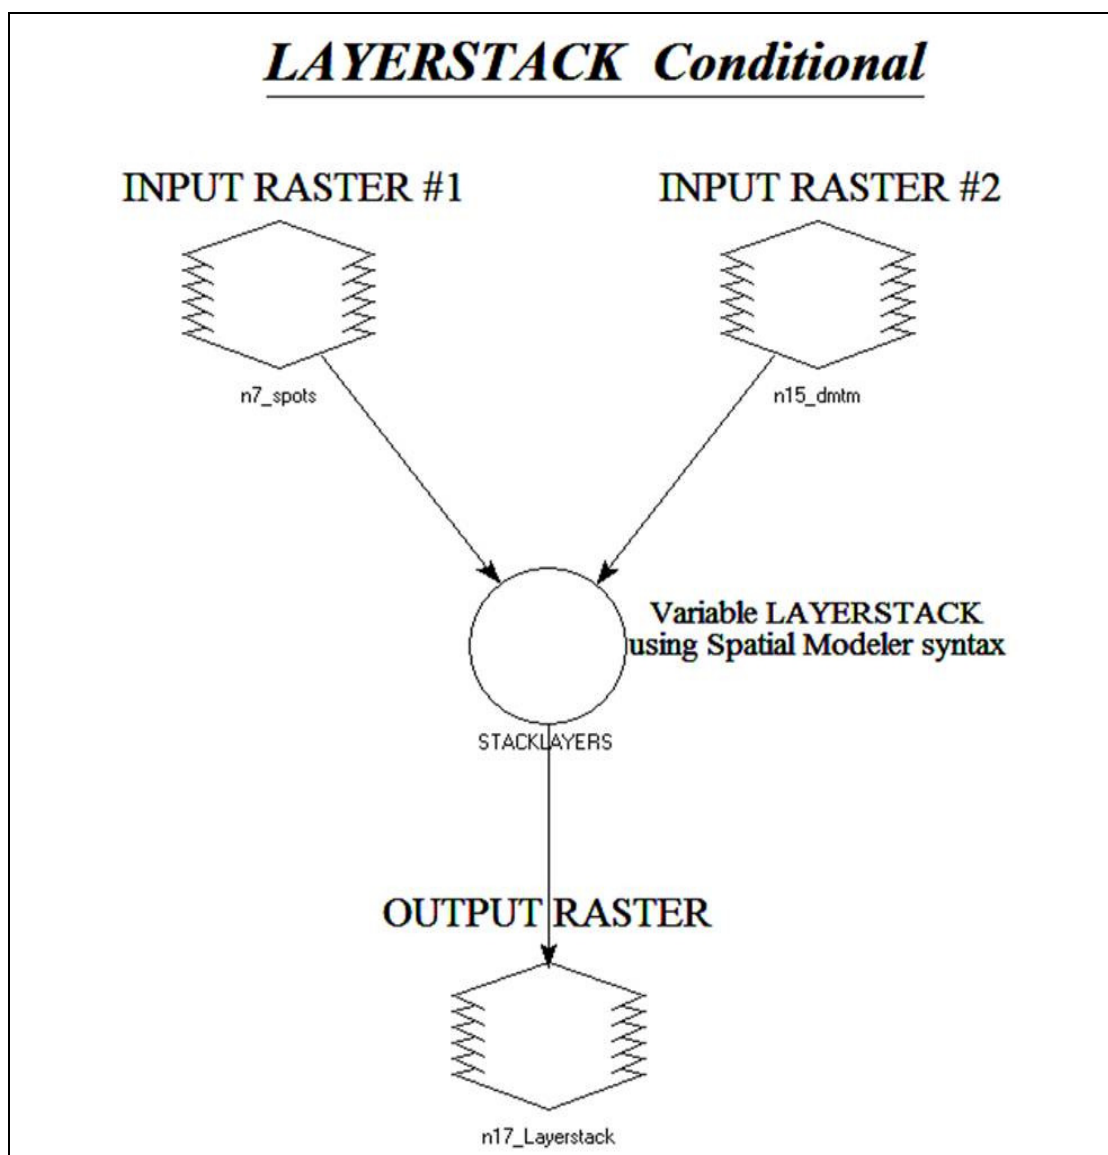 LAYERSTACK Conditional
INPUT RASTER #1
INPUT RASTER #2
n7_spots
n15_dmtm
Variable LAYERSTACK
using Spatial Modeler syntax
STACKLAYERS
OUTPUT RASTER
n17_Layerstack